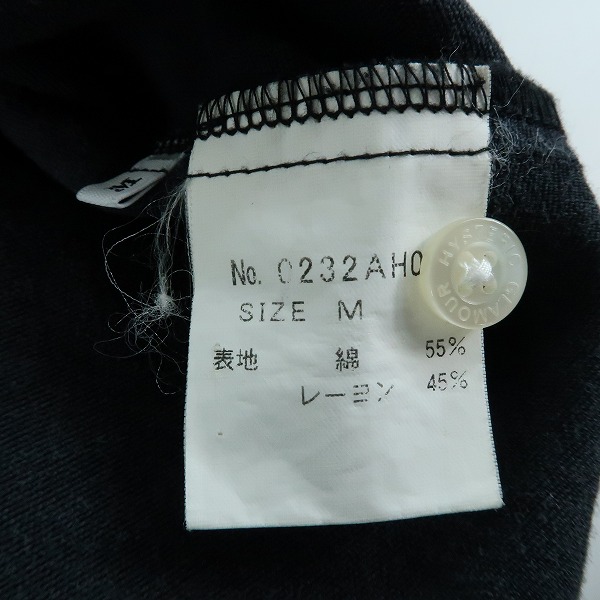 No. 0232AH0
SIZE M
表地 綿 55%
レーヨン 45%
HYSTERIC GLAMOUR
M